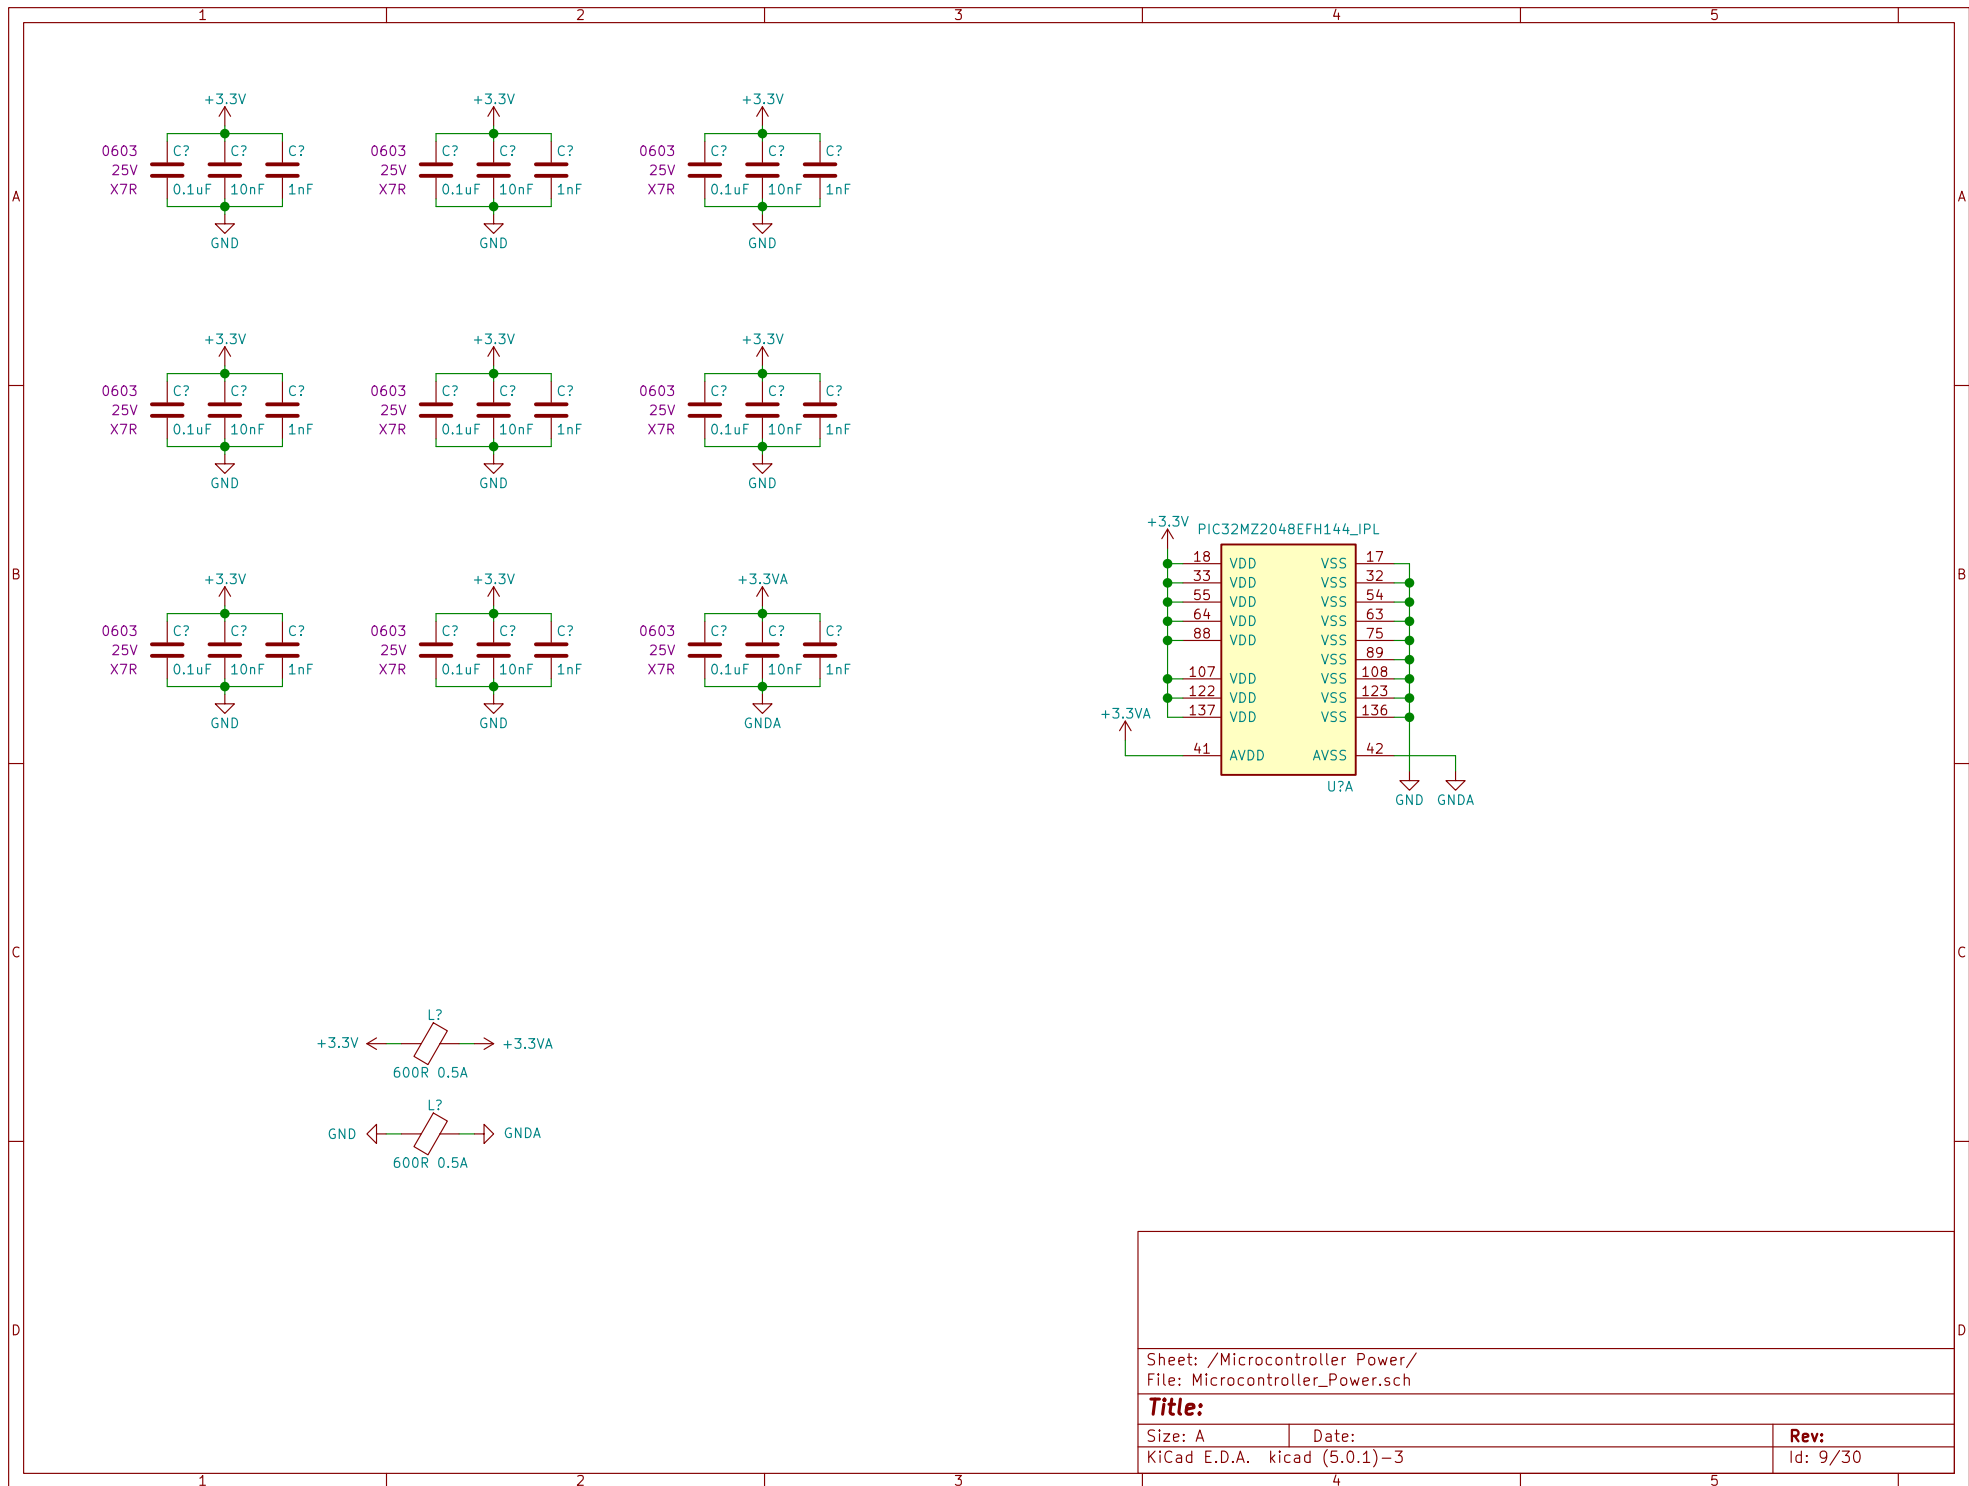 1 2 3 4 5
+3.3V +3.3V +3.3V
0603 C? C? C? 0603 C? C? C? 0603 C? C? C?
25V 25V 25V
X7R 0.1uF 10nF 1nF X7R 0.1uF 10nF 1nF X7R 0.1uF 10nF 1nF
A A
GND GND GND
+3.3V +3.3V +3.3V
0603 C? C? C? 0603 C? C? C? 0603 C? C? C?
25V 25V 25V
X7R 0.1uF 10nF 1nF X7R 0.1uF 10nF 1nF X7R 0.1uF 10nF 1nF
GND GND GND
+3.3V PIC32MZ2048EFH144_IPL
18 VDD VSS 17
B B
+3.3V +3.3V +3.3VA
33 VDD VSS 32
55 VDD VSS 54
64 VDD VSS 63
0603 C? C? C? 0603 C? C? C? 0603 C? C? C?
88 VDD VSS 75
25V 25V 25V
VSS 89
X7R 0.1uF 10nF 1nF X7R 0.1uF 10nF 1nF X7R 0.1uF 10nF 1nF
107 VDD VSS 108
122 VDD VSS 123
+3.3VA 137 VDD VSS 136
GND GND GNDA
41 AVDD AVSS 42
U?A
GND GNDA
C C
L?
+3.3V +3.3VA
600R 0.5A
L?
GND GNDA
600R 0.5A
D D
Sheet: /Microcontroller Power/
File: Microcontroller_Power.sch
Title:
Size: A Date: Rev:
KiCad E.D.A. kicad (5.0.1)-3 Id: 9/30
1 2 3 4 5